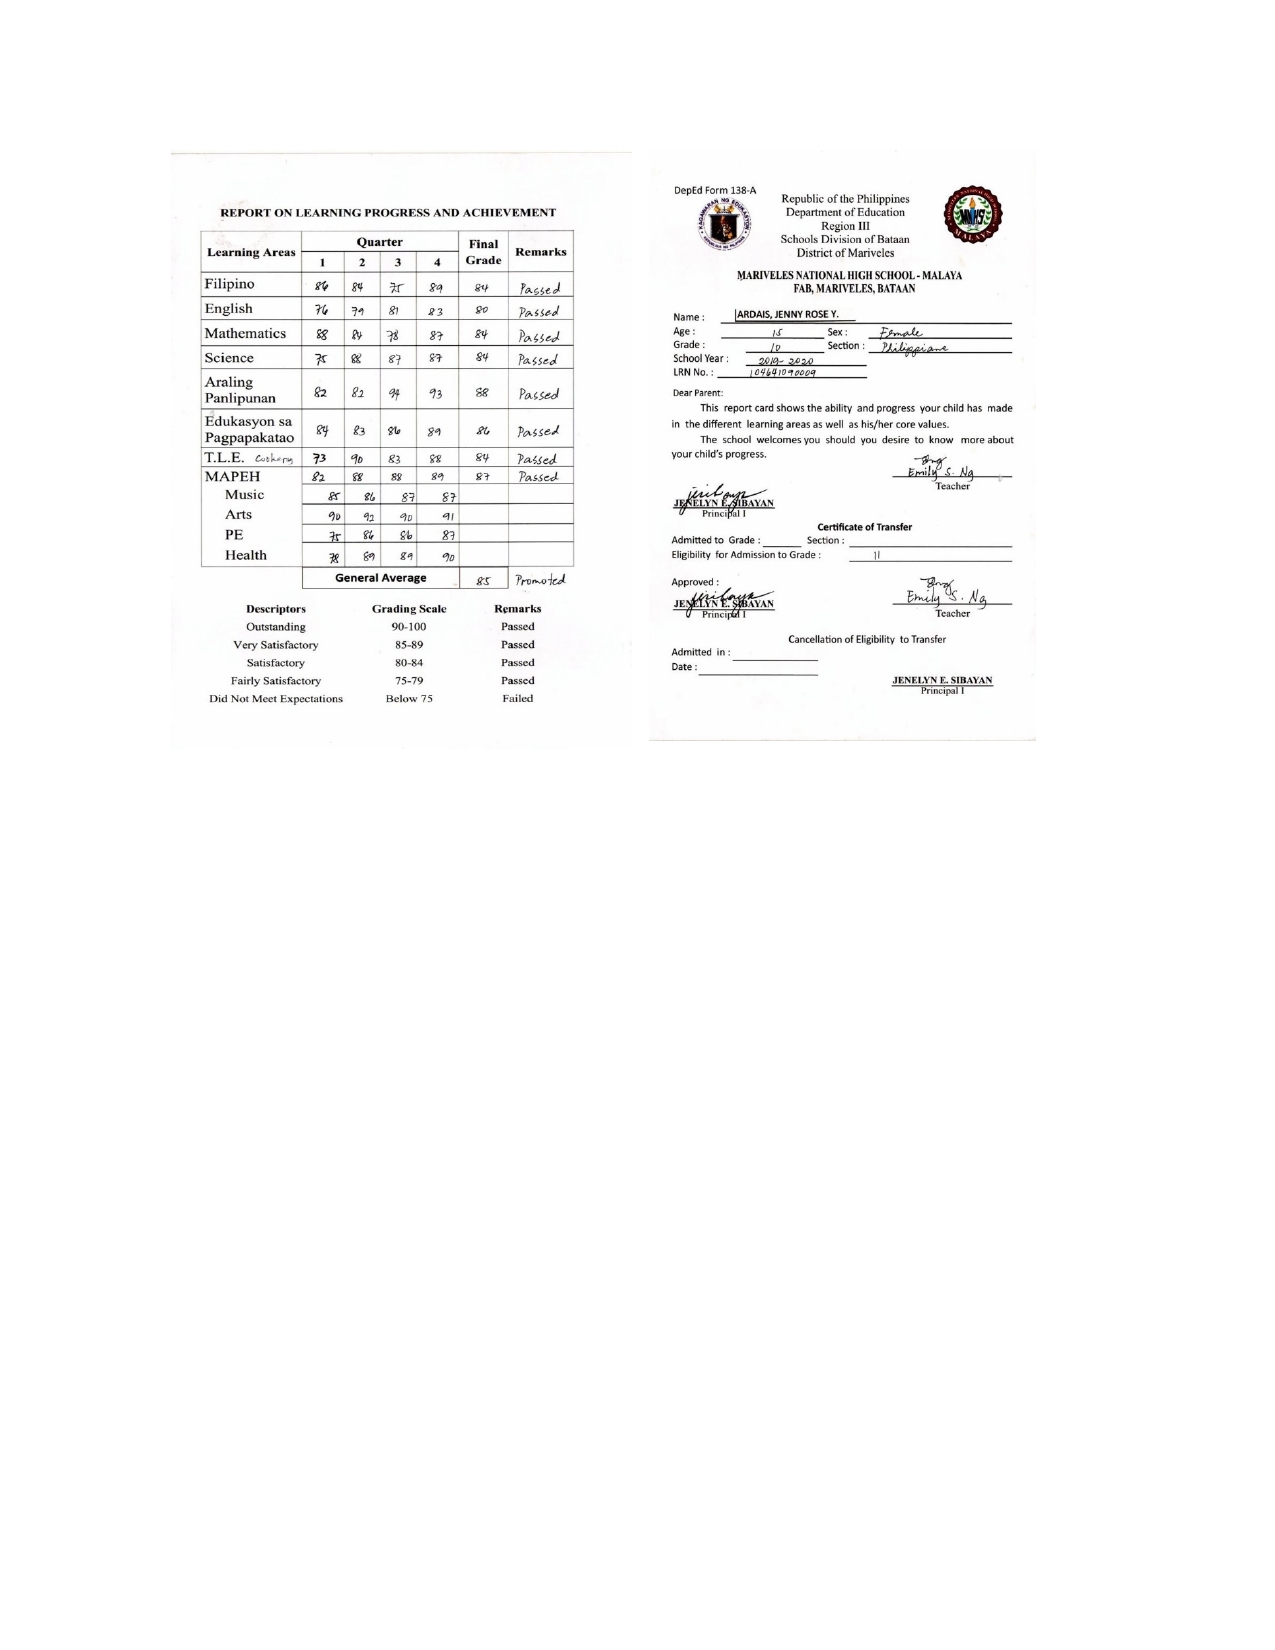 REPORT ON LEARNING PROGRESS AND ACHIEVEMENT
Learning Areas Quarter Final Grade Remarks
1 2 3 4
Filipino 86 84 75 89 84 Passed
English 76 79 81 83 80 Passed
Mathematics 88 84 78 87 84 Passed
Science 75 88 87 87 84 Passed
Araling Panlipunan 82 82 94 93 88 Passed
Edukasyon sa Pagpapakatao 84 83 86 89 86 Passed
T.L.E. Cookery 73 90 83 88 84 Passed
MAPEH 82 88 88 89 87 Passed
Music 85 86 87 87
Arts 90 92 90 91
PE 75 86 86 87
Health 78 89 89 90
General Average 85 Promoted
Descriptors Grading Scale Remarks
Outstanding 90-100 Passed
Very Satisfactory 85-89 Passed
Satisfactory 80-84 Passed
Fairly Satisfactory 75-79 Passed
Did Not Meet Expectations Below 75 Failed
DepEd Form 138-A
Republic of the Philippines
Department of Education
Region III
Schools Division of Bataan
District of Mariveles
MARIVELES NATIONAL HIGH SCHOOL - MALAYA
FAB, MARIVELES, BATAAN
Name : ARDAIS, JENNY ROSE Y.
Age : 15 Sex : Female
Grade : 10 Section : Philippians
School Year : 2019-2020
LRN No. : 104641090009
Dear Parent:
This report card shows the ability and progress your child has made
in the different learning areas as well as his/her core values.
The school welcomes you should you desire to know more about
your child's progress.
Emily S. Ng
Teacher
JENELYN E. SIBAYAN
Principal I
Certificate of Transfer
Admitted to Grade : Section :
Eligibility for Admission to Grade : 11
Approved :
JENELYN E. SIBAYAN Emily S. Ng
Principal I Teacher
Cancellation of Eligibility to Transfer
Admitted in :
Date :
JENELYN E. SIBAYAN
Principal I